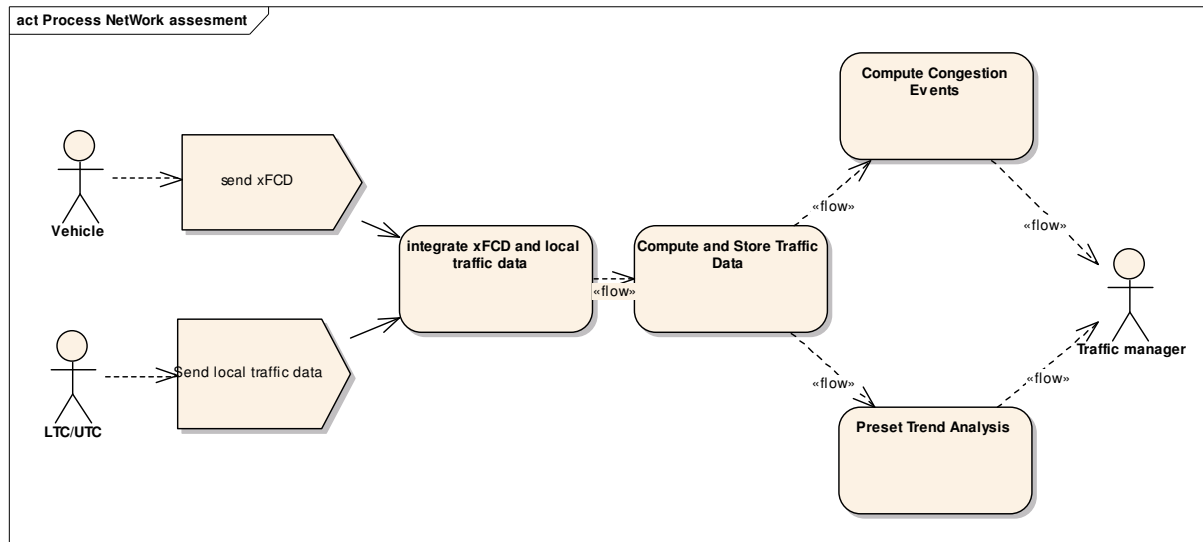 act Process NetWork assesment
Compute Congestion
Events
send xFCD
«flow»
«flow»
Vehicle
integrate xFCD and local
traffic data
Compute and Store Traffic
Data
«flow»
Traffic manager
Send local traffic data
«flow»
«flow»
LTC/UTC
Preset Trend Analysis